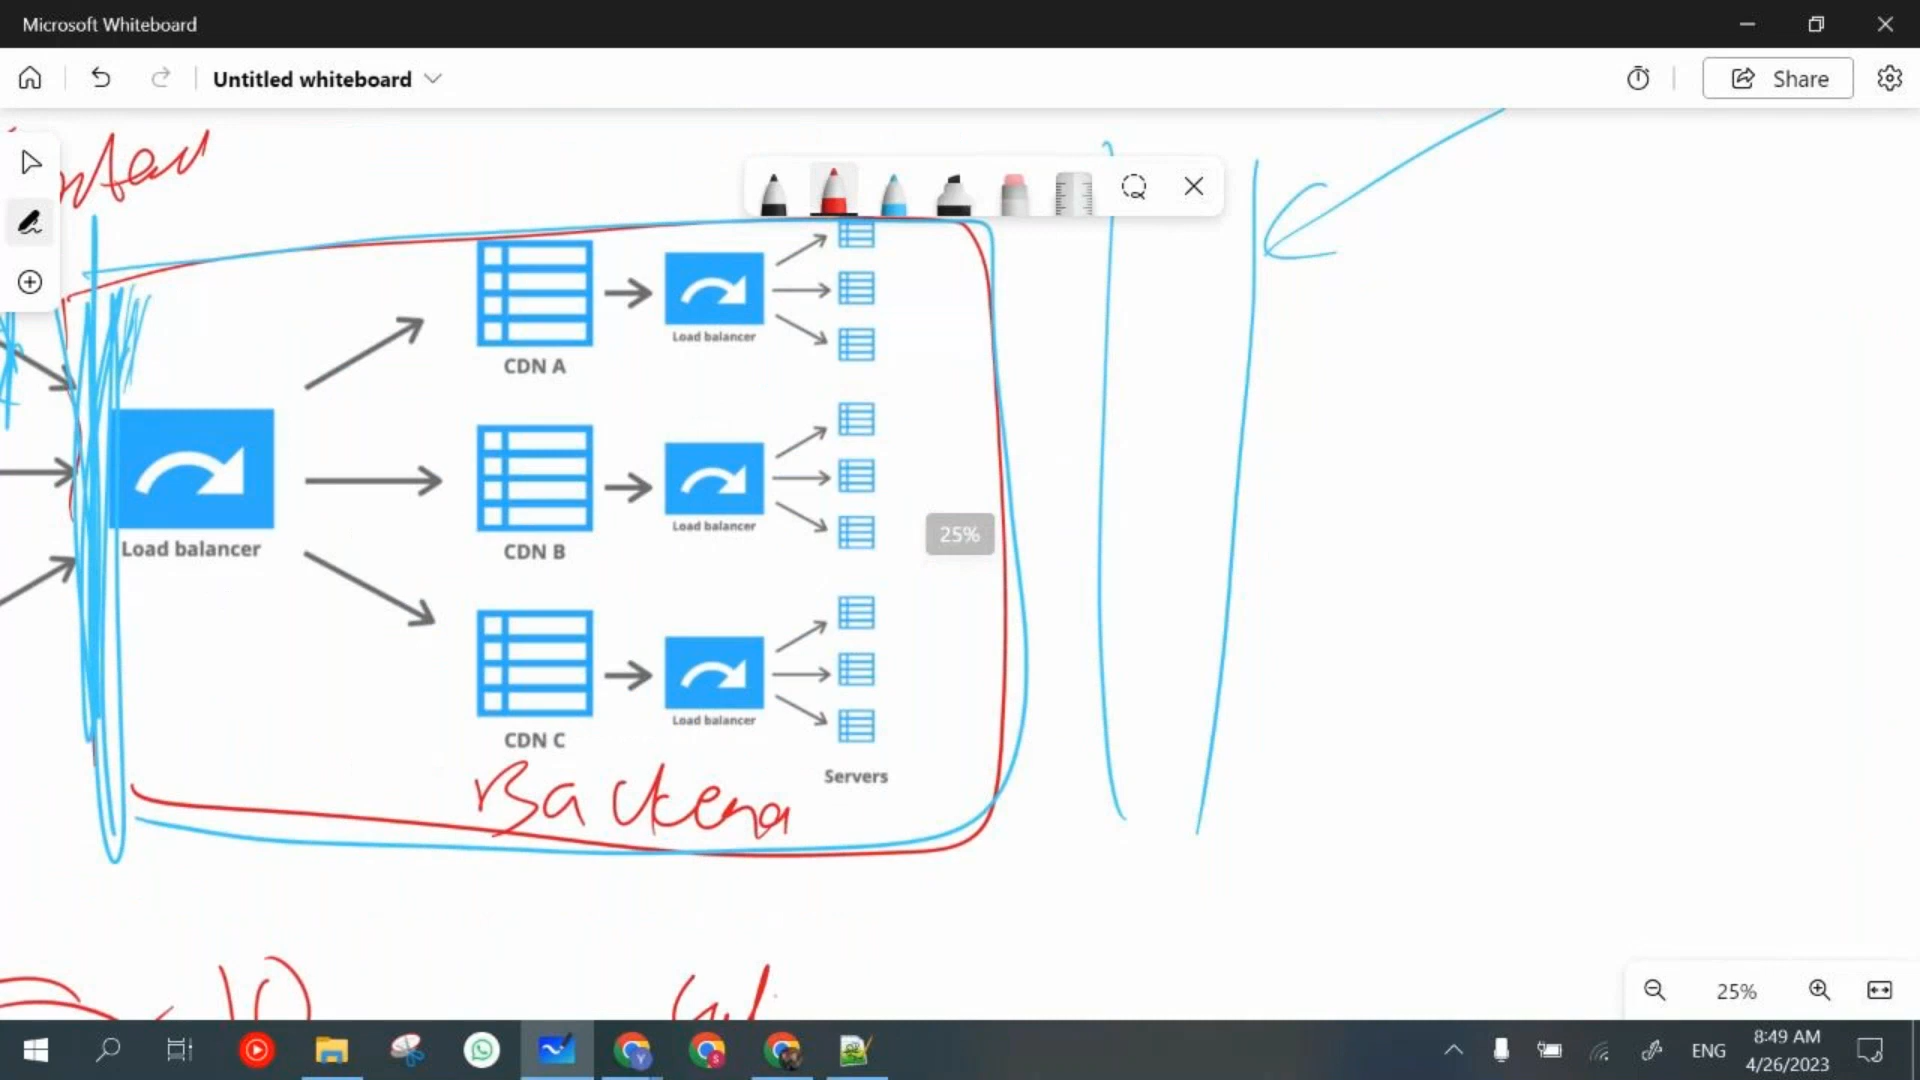 Microsoft Whiteboard
Untitled whiteboard
Share
CDN A
Load balancer
CDN B
Load balancer
Load balancer
25%
CDN C
Load balancer
Servers
Backend
10
25%
ENG
8:49 AM
4/26/2023